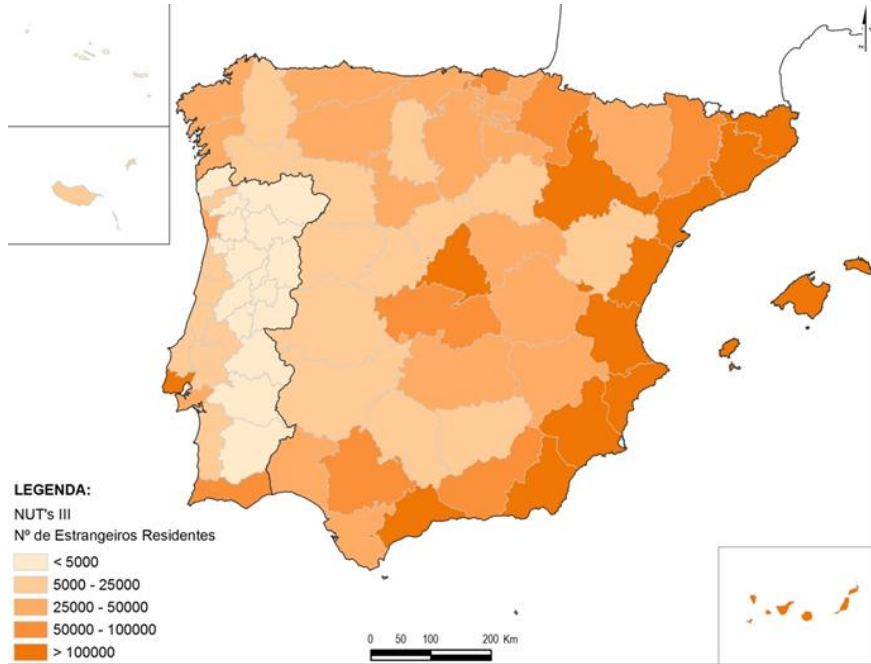 LEGENDA:
NUT's III
Nº de Estrangeiros Residentes
< 5000
5000 - 25000
25000 - 50000
50000 - 100000
> 100000
0 50 100 200 Km